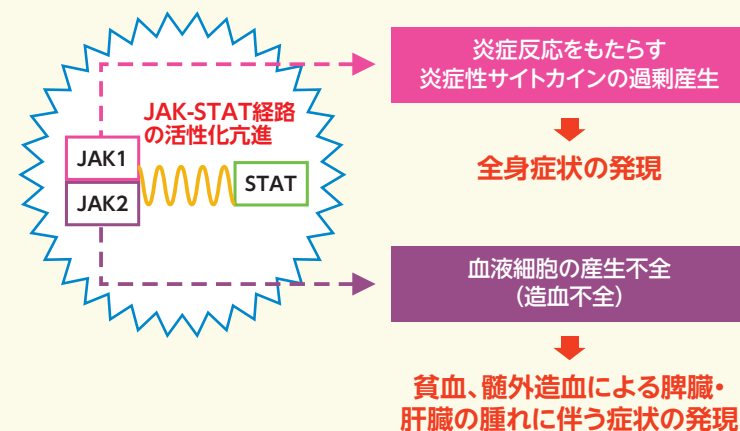 炎症反応をもたらす
炎症性サイトカインの過剰産生
JAK-STAT経路
の活性化亢進
JAK1
JAK2
STAT
全身症状の発現
血液細胞の産生不全
(造血不全)
貧血、髄外造血による脾臓・
肝臓の腫れに伴う症状の発現